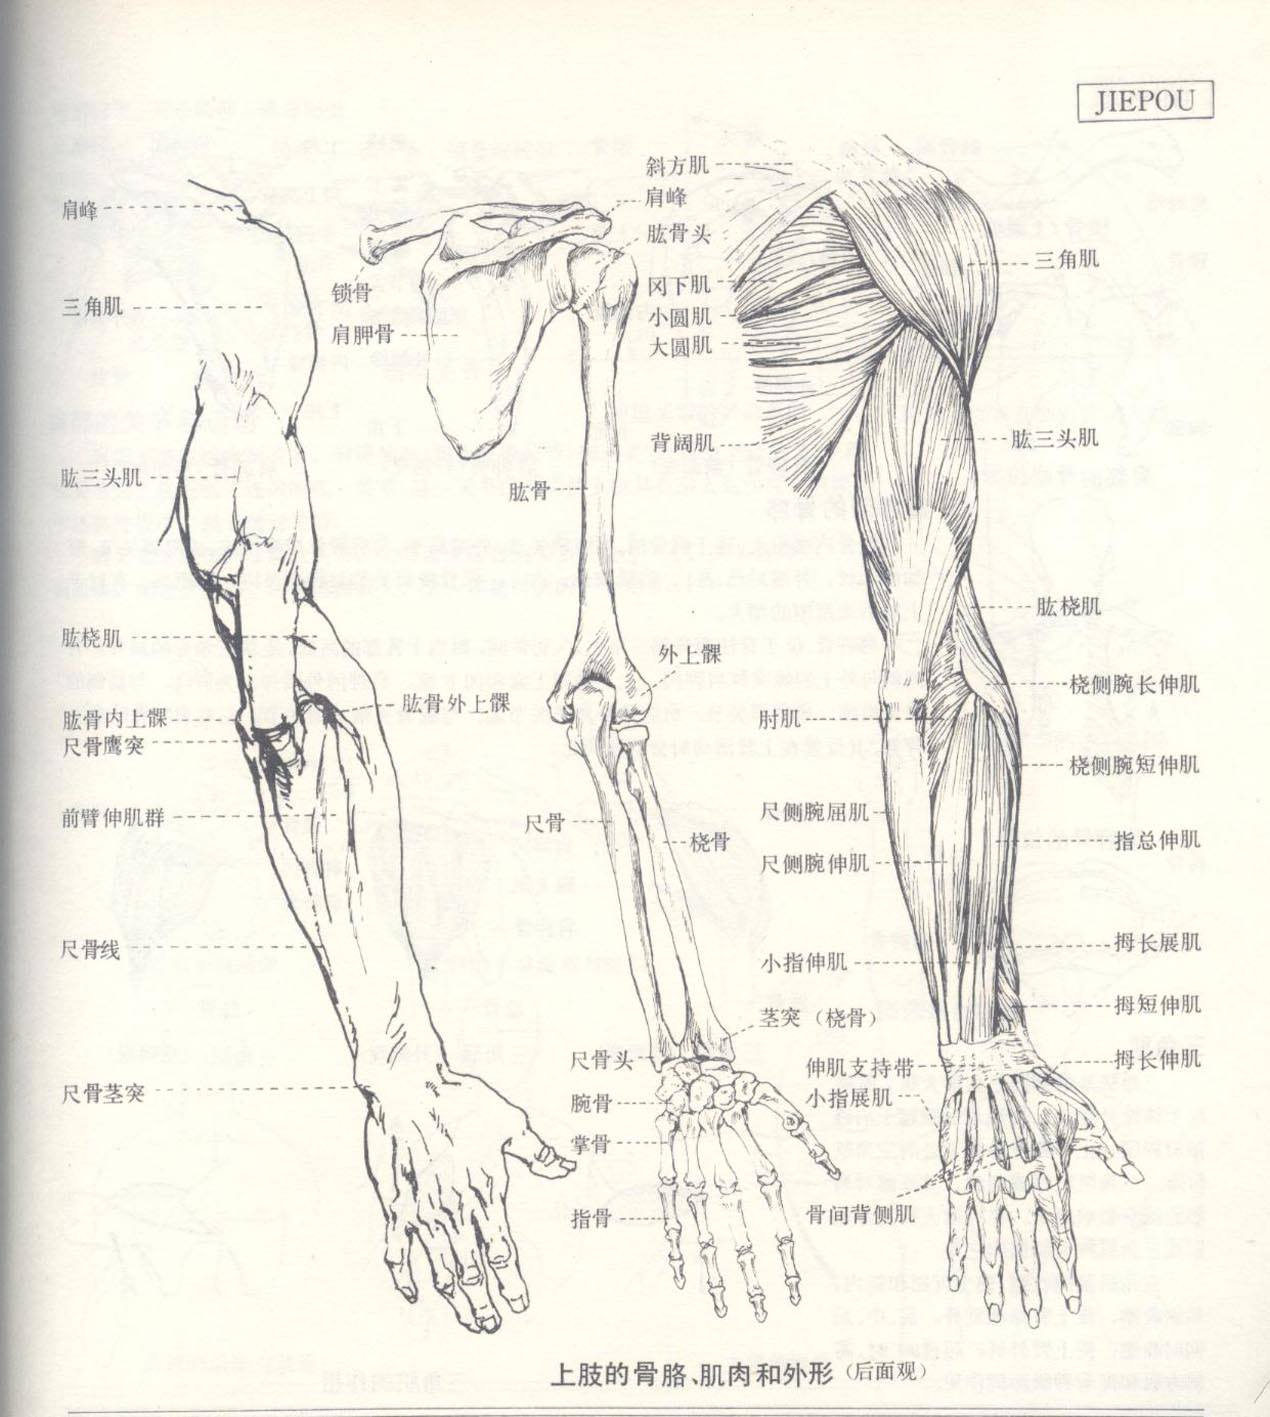 JIEPOU
肩峰
三角肌
肱三头肌
肱桡肌
肱骨内上髁
尺骨鹰突
前臂伸肌群
尺骨线
尺骨茎突
肱骨外上髁
锁骨
肩胛骨
肱骨
尺骨
尺骨头
腕骨
掌骨
指骨
斜方肌
肩峰
肱骨头
冈下肌
小圆肌
大圆肌
背阔肌
外上髁
肘肌
桡骨
尺侧腕屈肌
尺侧腕伸肌
小指伸肌
茎突（桡骨）
伸肌支持带
小指展肌
骨间背侧肌
三角肌
肱三头肌
肱桡肌
桡侧腕长伸肌
桡侧腕短伸肌
指总伸肌
拇长展肌
拇短伸肌
拇长伸肌
上肢的骨胳、肌肉和外形（后面观）